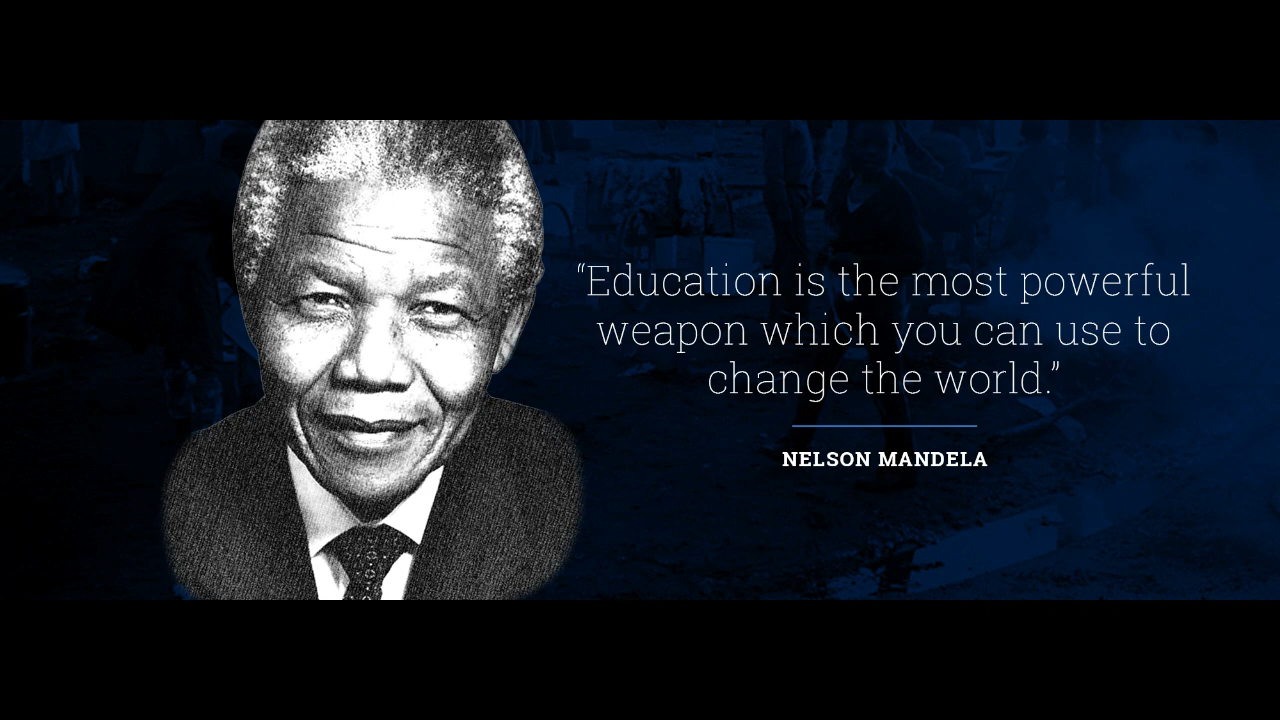 “Education is the most powerful
weapon which you can use to
change the world.”
NELSON MANDELA